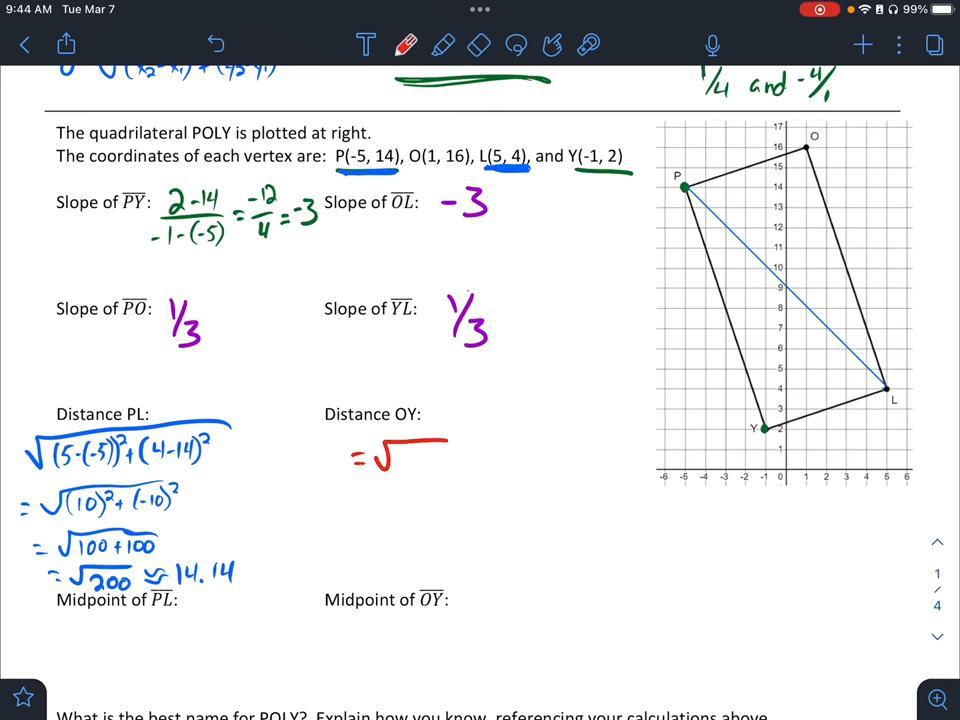 9:44 AM Tue Mar 7
99%
T
1/4 and -4/1
The quadrilateral POLY is plotted at right.
The coordinates of each vertex are: P(-5, 14), O(1, 16), L(5, 4), and Y(-1, 2)
Slope of PY: 2-14/-1-(-5) = -12/4 = -3 Slope of OL: -3
Slope of PO: 1/3 Slope of YL: 1/3
Distance PL: Distance OY:
√(5-(-5))²+(4-14)² = √
= √(10)²+(-10)²
= √100+100
= √200 ≈ 14.14
Midpoint of PL: Midpoint of OY:
What is the best name for POLY? Explain how you know, referencing your calculations above.
17
O
16
15
P
14
13
12
11
10
9
8
7
6
5
4
L
3
Y
2
1
-6 -5 -4 -3 -2 -1 0 1 2 3 4 5 6
1
/
4